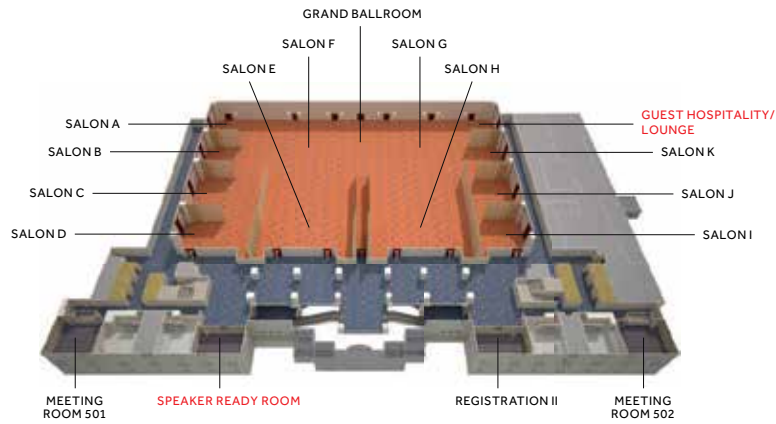 GRAND BALLROOM
SALON F
SALON G
SALON E
SALON H
SALON A
GUEST HOSPITALITY/
LOUNGE
SALON B
SALON K
SALON C
SALON J
SALON D
SALON I
MEETING
ROOM 501
SPEAKER READY ROOM
REGISTRATION II
MEETING
ROOM 502